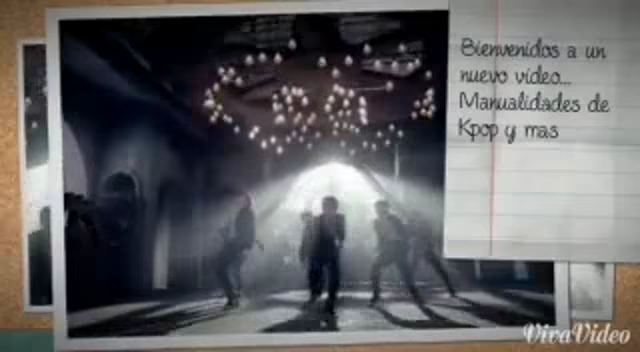 Bienvenidos a un
nuevo video...
Manualidades de
Kpop y mas
VivaVideo